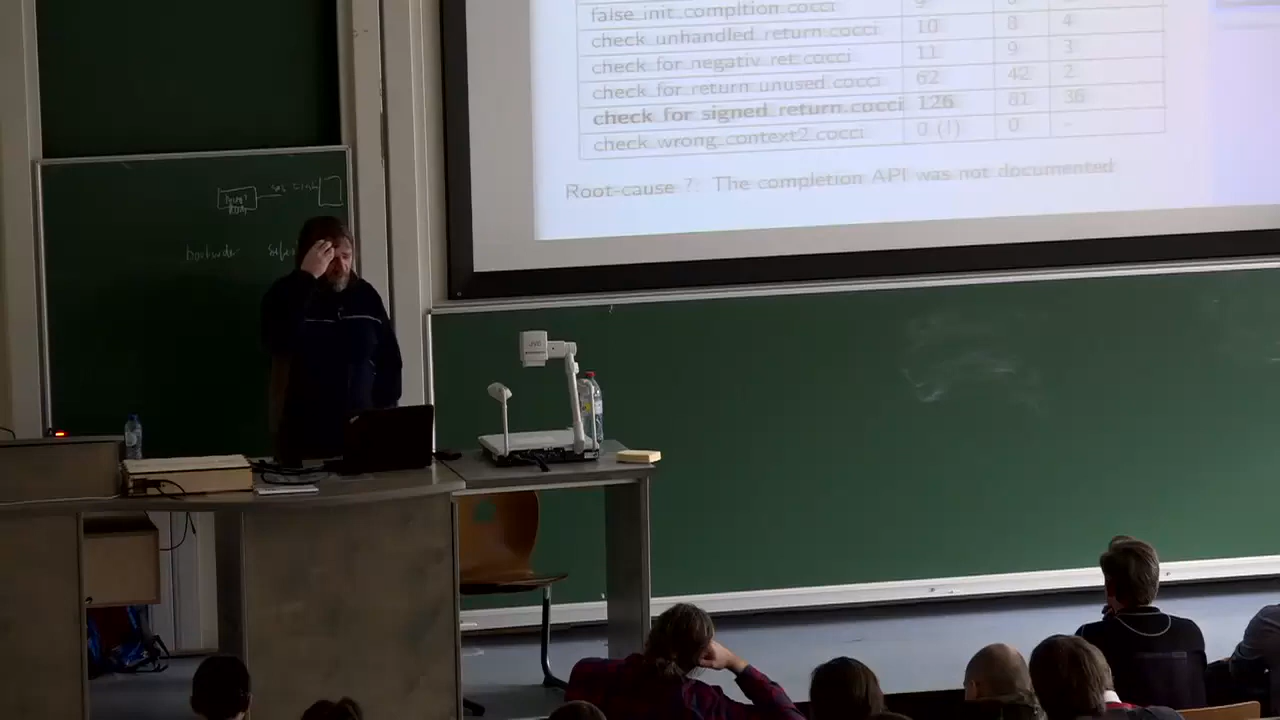 false_init_compltion.cocci
check_unhandled_return.cocci 10 8 4
check_for_negativ_ret.cocci 11 9 3
check_for_return_unused.cocci 62 42 2
check_for_signed_return.cocci 126 81 36
check_wrong_context2.cocci 0 (!) 0 -
Root-cause ?: The completion API was not documented
JVC